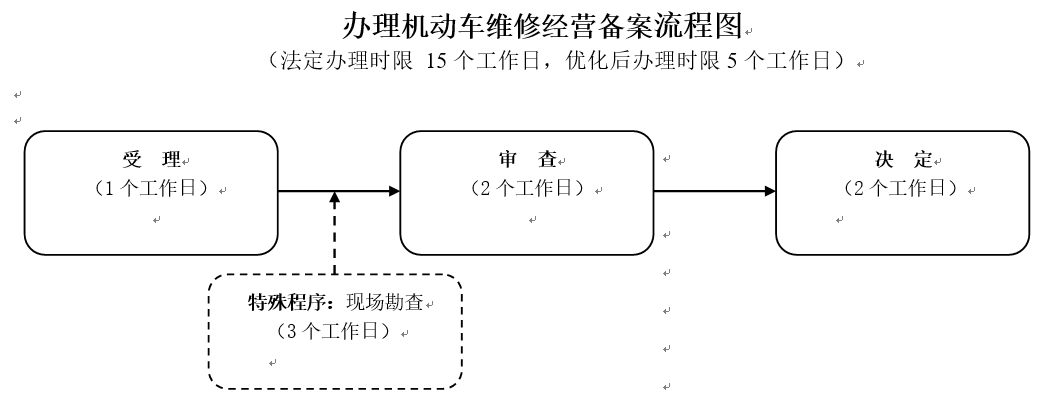 办理机动车维修经营备案流程图
（法定办理时限 15 个工作日，优化后办理时限 5 个工作日）
受 理
（1 个工作日）
审 查
（2 个工作日）
决 定
（2 个工作日）
特殊程序：现场勘查
（3 个工作日）